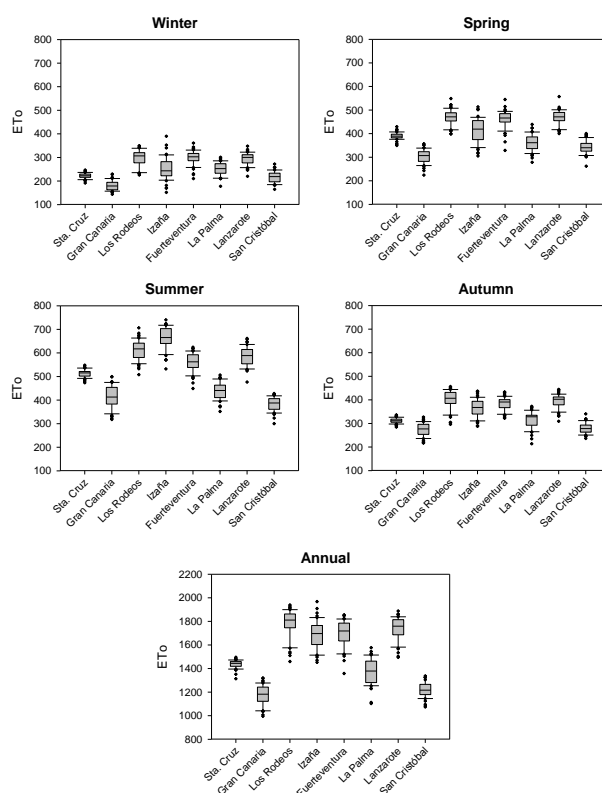 Winter
Spring
800
700
600
500
400
300
200
100
ETo
Sta. Cruz
Gran Canaria
Los Rodeos
Izaña
Fuerteventura
La Palma
Lanzarote
San Cristóbal
800
700
600
500
400
300
200
100
ETo
Sta. Cruz
Gran Canaria
Los Rodeos
Izaña
Fuerteventura
La Palma
Lanzarote
San Cristóbal
Summer
Autumn
800
700
600
500
400
300
200
100
ETo
Sta. Cruz
Gran Canaria
Los Rodeos
Izaña
Fuerteventura
La Palma
Lanzarote
San Cristóbal
800
700
600
500
400
300
200
100
ETo
Sta. Cruz
Gran Canaria
Los Rodeos
Izaña
Fuerteventura
La Palma
Lanzarote
San Cristóbal
Annual
2200
2000
1800
1600
1400
1200
1000
800
ETo
Sta. Cruz
Gran Canaria
Los Rodeos
Izaña
Fuerteventura
La Palma
Lanzarote
San Cristóbal